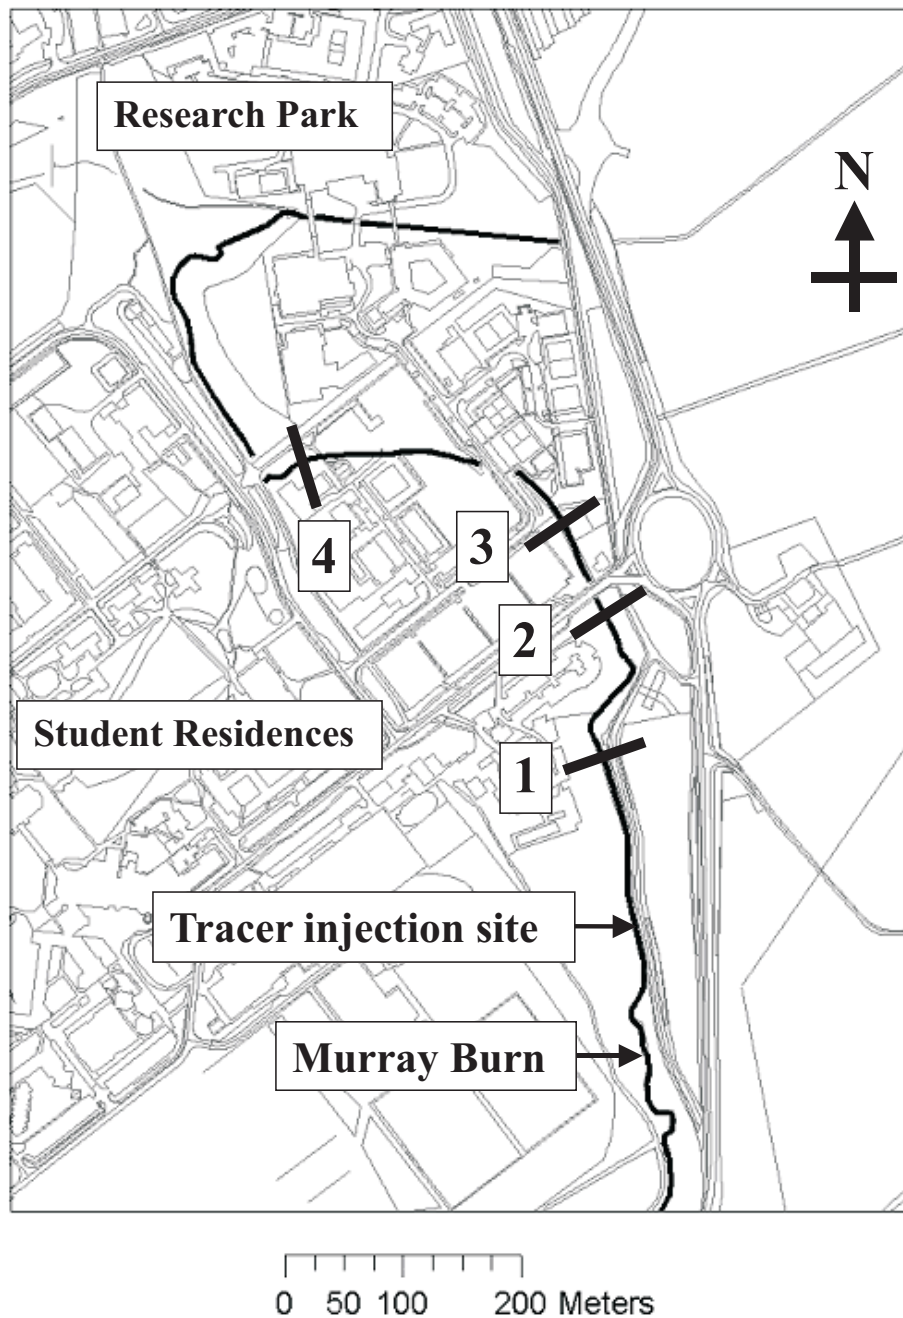 Research Park
N
4
3
2
Student Residences
1
Tracer injection site
Murray Burn
0 50 100 200 Meters